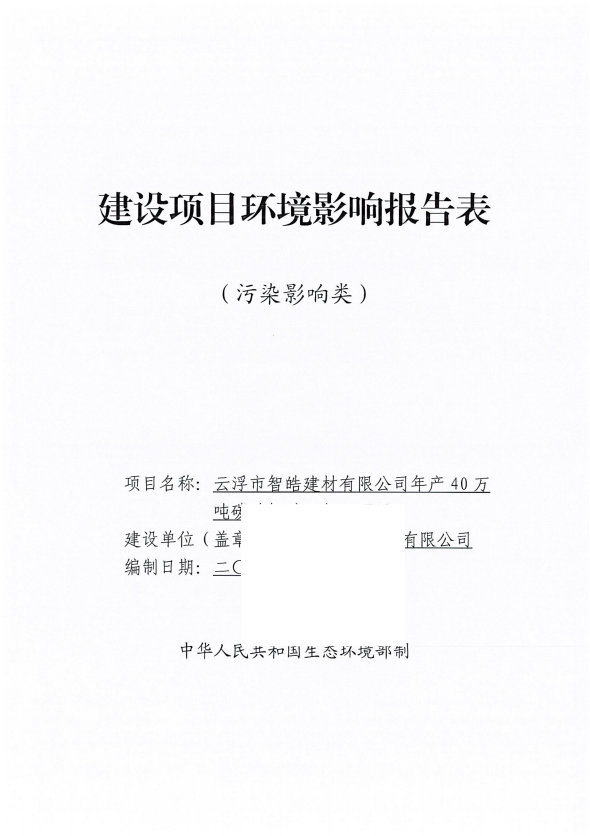 建设项目环境影响报告表
（污染影响类）
项目名称：云浮市智皓建材有限公司年产 40 万
吨
建设单位（盖章 有限公司
编制日期：二〇
中华人民共和国生态环境部制